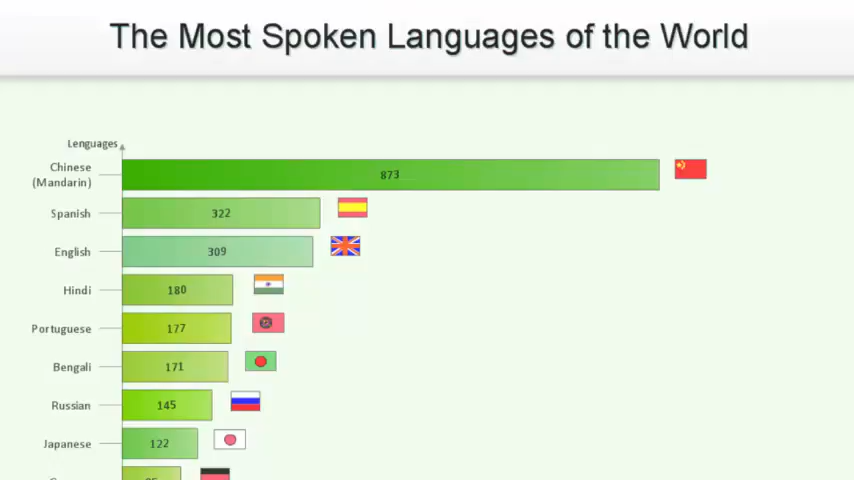 The Most Spoken Languages of the World
Lenguages
Chinese
(Mandarin)
873
Spanish
322
English
309
Hindi
180
Portuguese
177
Bengali
171
Russian
145
Japanese
122